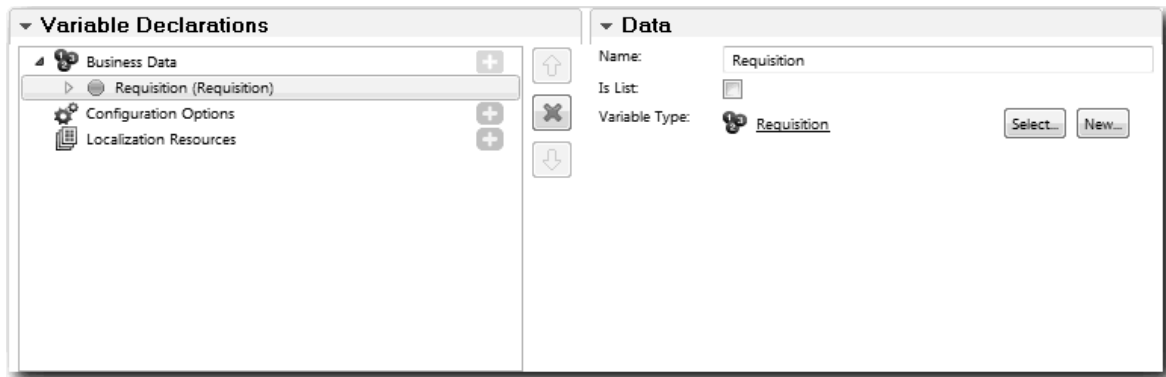 Variable Declarations
Business Data
Requisition (Requisition)
Configuration Options
Localization Resources
Data
Name: Requisition
Is List:
Variable Type: Requisition Select... New...